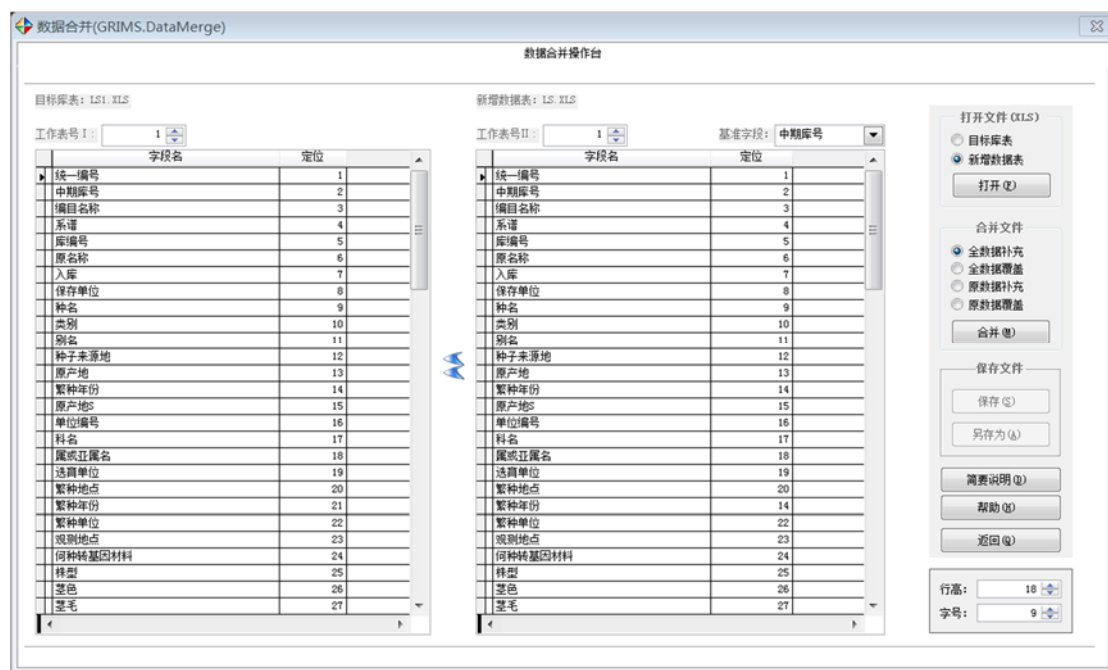 数据合并(GRIMS.DataMerge)
数据合并操作台
目标库表: LS1.XLS
工作表号I: 1
字段名 定位
统一编号 1
中期库号 2
编目名称 3
系谱 4
库编号 5
原名称 6
入库 7
保存单位 8
种名 9
类别 10
别名 11
种子来源地 12
原产地 13
繁种年份 14
原产地S 15
单位编号 16
科名 17
属或亚属名 18
选育单位 19
繁种地点 20
繁种年份 21
繁种单位 22
观测地点 23
何种转基因材料 24
株型 25
茎色 26
茎毛 27
新增数据表: LS.XLS
工作表号II: 1
基准字段: 中期库号
字段名 定位
统一编号 1
中期库号 2
编目名称 3
系谱 4
库编号 5
原名称 6
入库 7
保存单位 8
种名 9
类别 10
别名 11
种子来源地 12
原产地 13
繁种年份 14
原产地S 15
单位编号 16
科名 17
属或亚属名 18
选育单位 19
繁种地点 20
繁种年份 14
繁种单位 22
观测地点 23
何种转基因材料 24
株型 25
茎色 26
茎毛 27
打开文件(XLS)
目标库表
新增数据表
打开(F)
合并文件
全数据补充
全数据覆盖
原数据补充
原数据覆盖
合并(M)
保存文件
保存(S)
另存为(A)
简要说明(D)
帮助(H)
返回(Q)
行高: 18
字号: 9